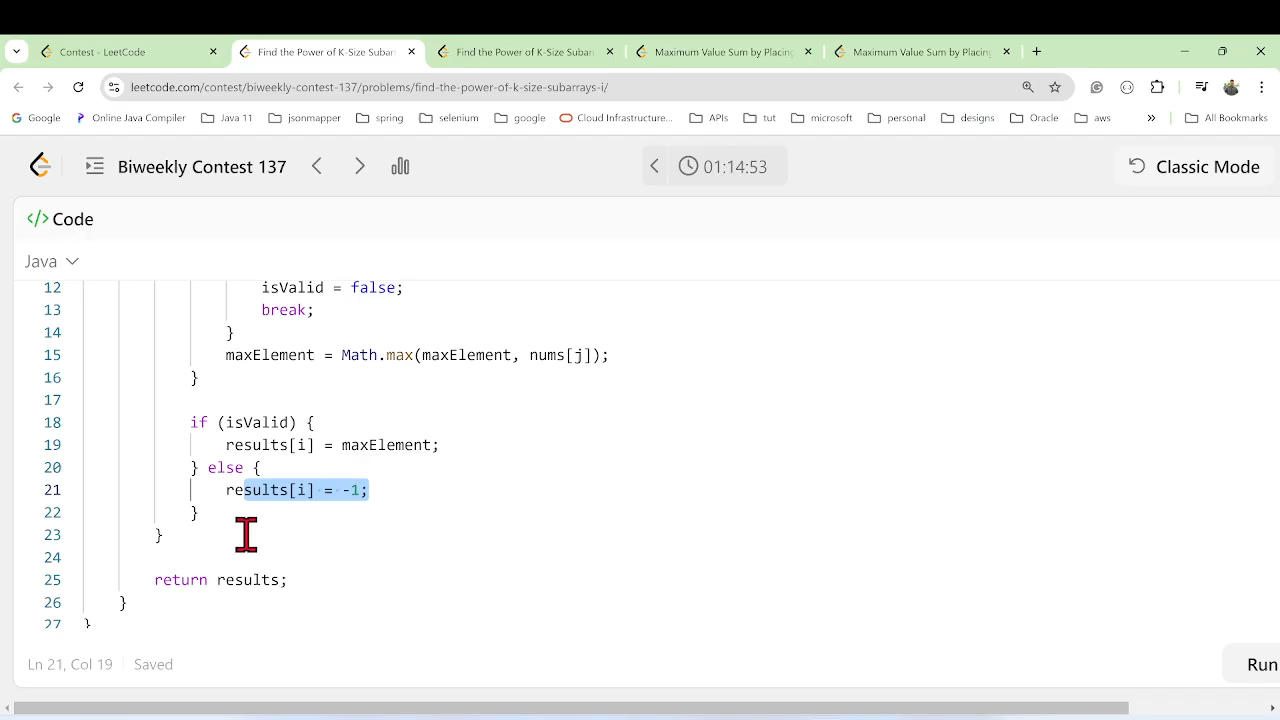 Contest - LeetCode
Find the Power of K-Size Subarr
Find the Power of K-Size Subarr
Maximum Value Sum by Placing
Maximum Value Sum by Placing
leetcode.com/contest/biweekly-contest-137/problems/find-the-power-of-k-size-subarrays-i/
Google Online Java Compiler Java 11 jsonmapper spring selenium google Cloud Infrastructure... APIs tut microsoft personal designs Oracle aws » All Bookmarks
Biweekly Contest 137 01:14:53 Classic Mode
</> Code
Java
12 isValid = false;
13 break;
14 }
15 maxElement = Math.max(maxElement, nums[j]);
16 }
17
18 if (isValid) {
19 results[i] = maxElement;
20 } else {
21 results[i] = -1;
22 }
23 }
24
25 return results;
26 }
27 }
Ln 21, Col 19 Saved
Run